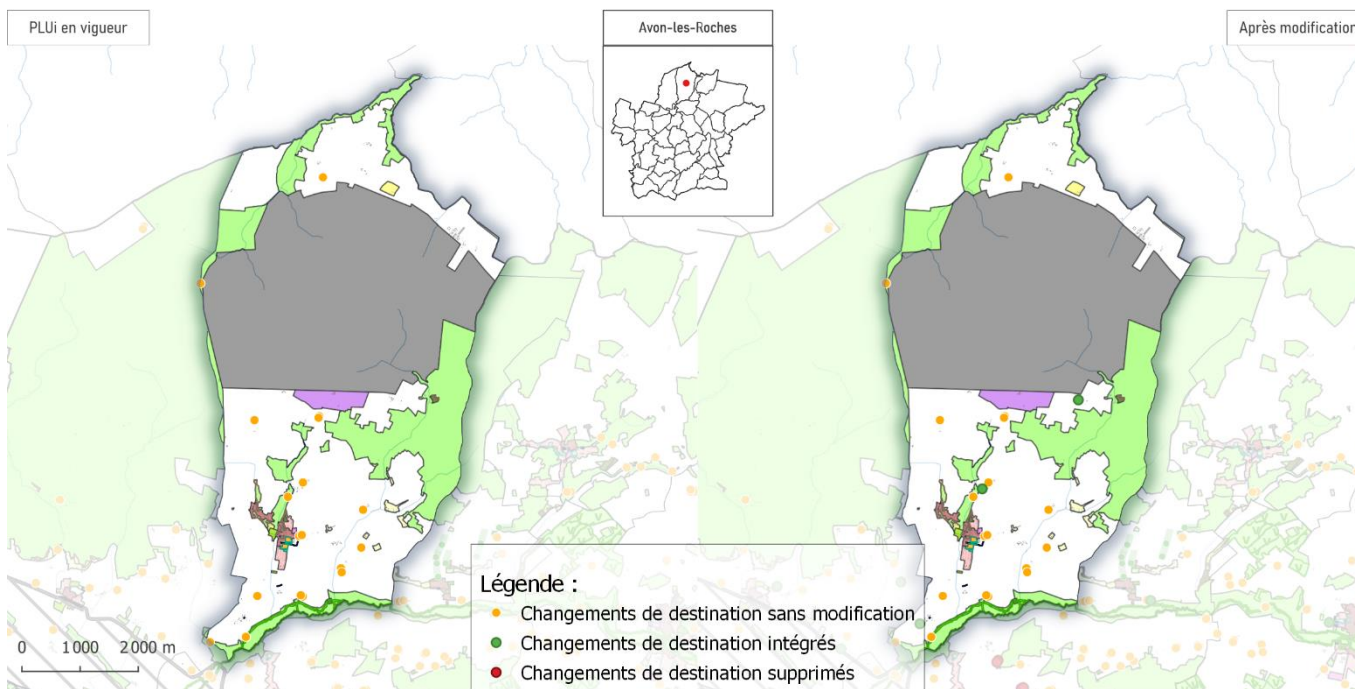 PLUi en vigueur
Avon-les-Roches
Après modification
Légende :
Changements de destination sans modification
Changements de destination intégrés
Changements de destination supprimés
0 1 000 2 000 m